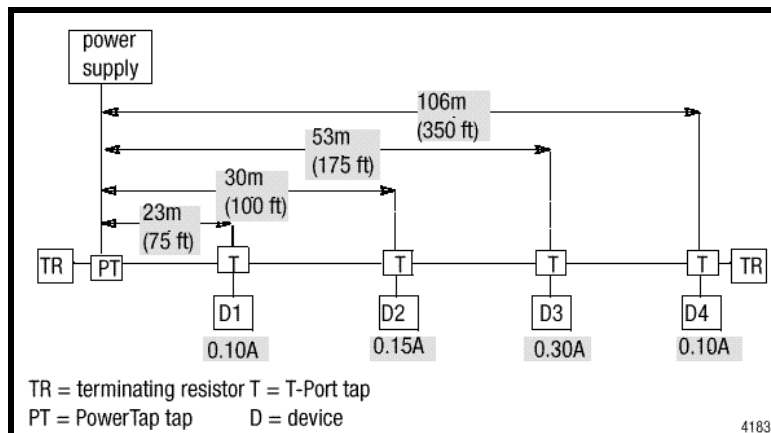 power
supply
106m
(350 ft)
53m
(175 ft)
30m
(100 ft)
23m
(75 ft)
TR PT T T T T TR
D1 D2 D3 D4
0.10A 0.15A 0.30A 0.10A
TR = terminating resistor T = T-Port tap
PT = PowerTap tap D = device
4183